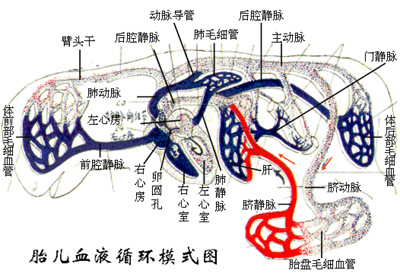 动脉导管
后腔静脉
肺毛细管
后腔静脉
主动脉
臂头干
门静脉
肺动脉
左心房
体前部毛细血管
体后部毛细血管
前腔静脉
右心房
卵圆孔
右心室
左心室
肺静脉
肝
脐静脉
脐动脉
胎盘毛细血管
胎儿血液循环模式图